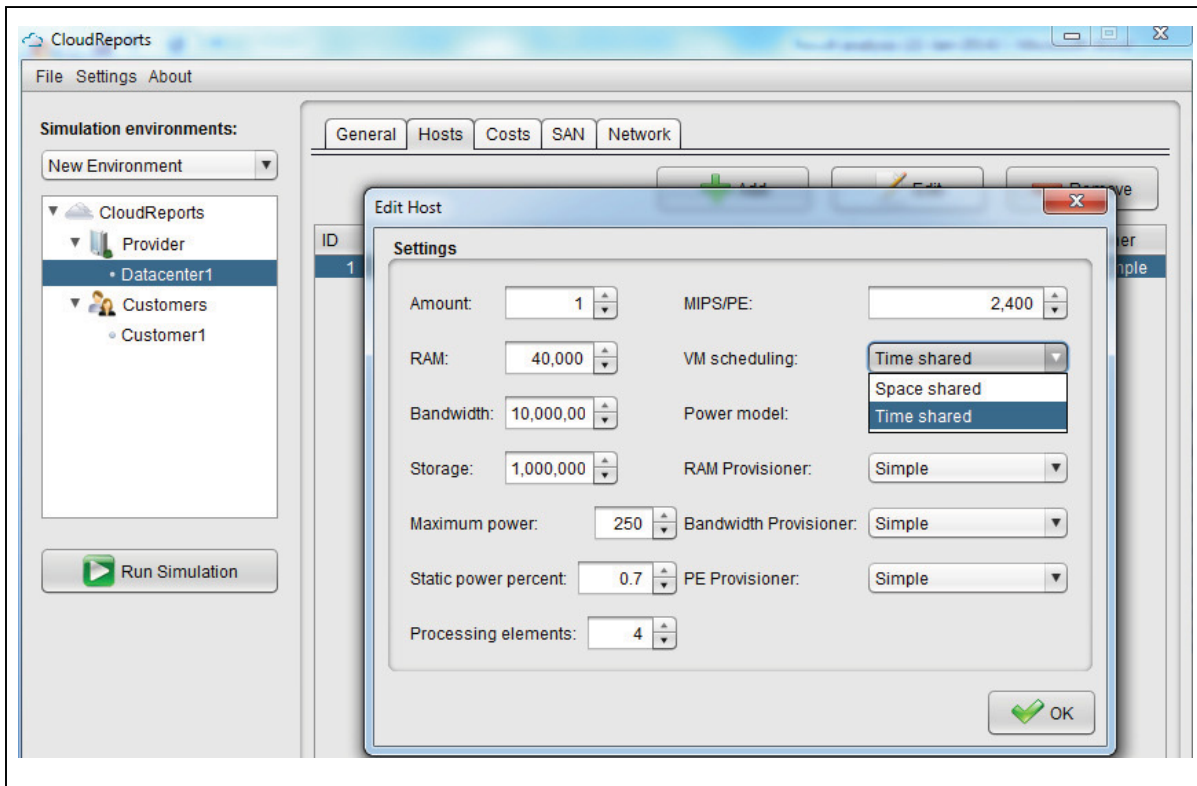 CloudReports
File Settings About
Simulation environments:
New Environment
CloudReports
Provider
Datacenter1
Customers
Customer1
Run Simulation
General Hosts Costs SAN Network
Add Edit Remove
ID
1
Edit Host
Settings
Amount: 1 MIPS/PE: 2,400
RAM: 40,000 VM scheduling: Time shared
Space shared
Time shared
Bandwidth: 10,000,00 Power model:
Storage: 1,000,000 RAM Provisioner: Simple
Maximum power: 250 Bandwidth Provisioner: Simple
Static power percent: 0.7 PE Provisioner: Simple
Processing elements: 4
OK